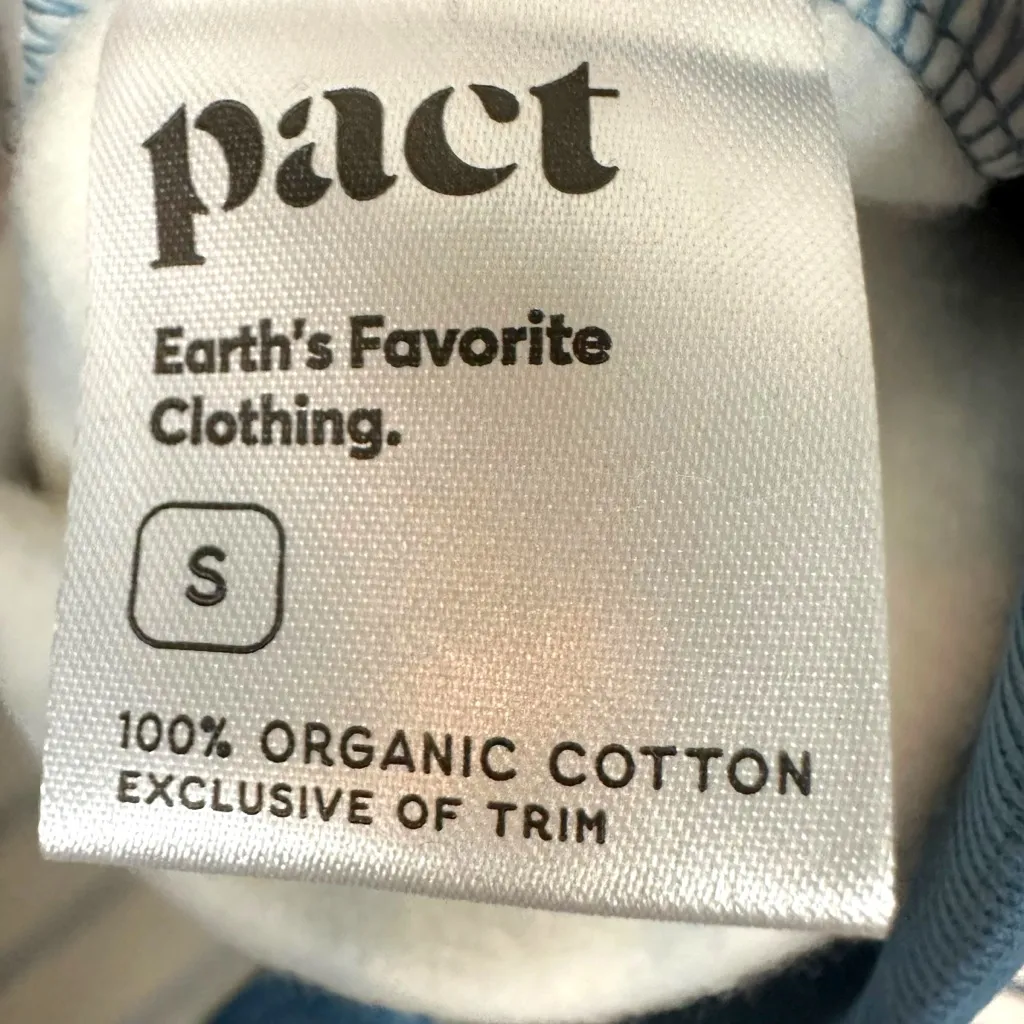 pact
Earth's Favorite
Clothing.
S
100% ORGANIC COTTON
EXCLUSIVE OF TRIM